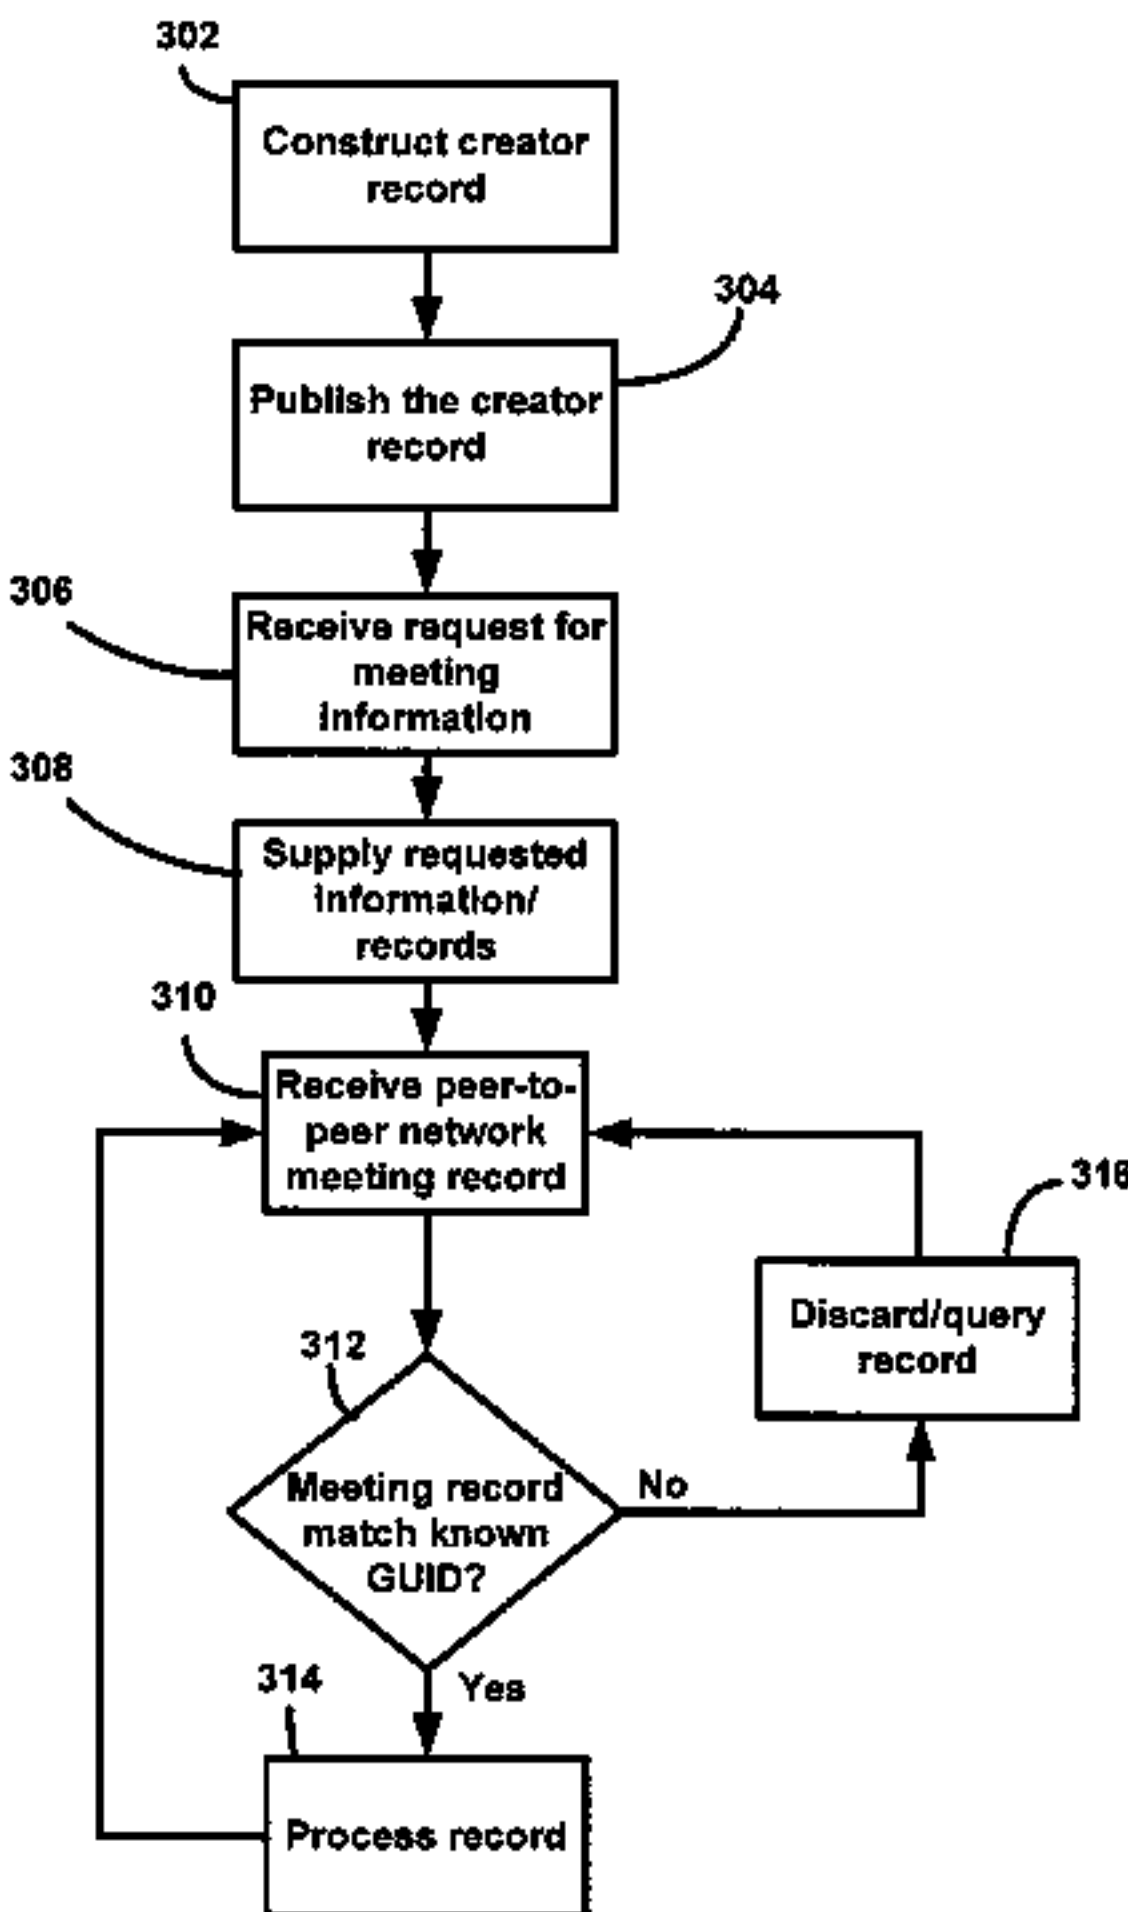 302
Construct creator
record
304
Publish the creator
record
306
Receive request for
meeting
information
308
Supply requested
information/
records
310
Receive peer-to-
peer network
meeting record
316
Discard/query
record
312
Meeting record
match known
GUID?
No
Yes
314
Process record